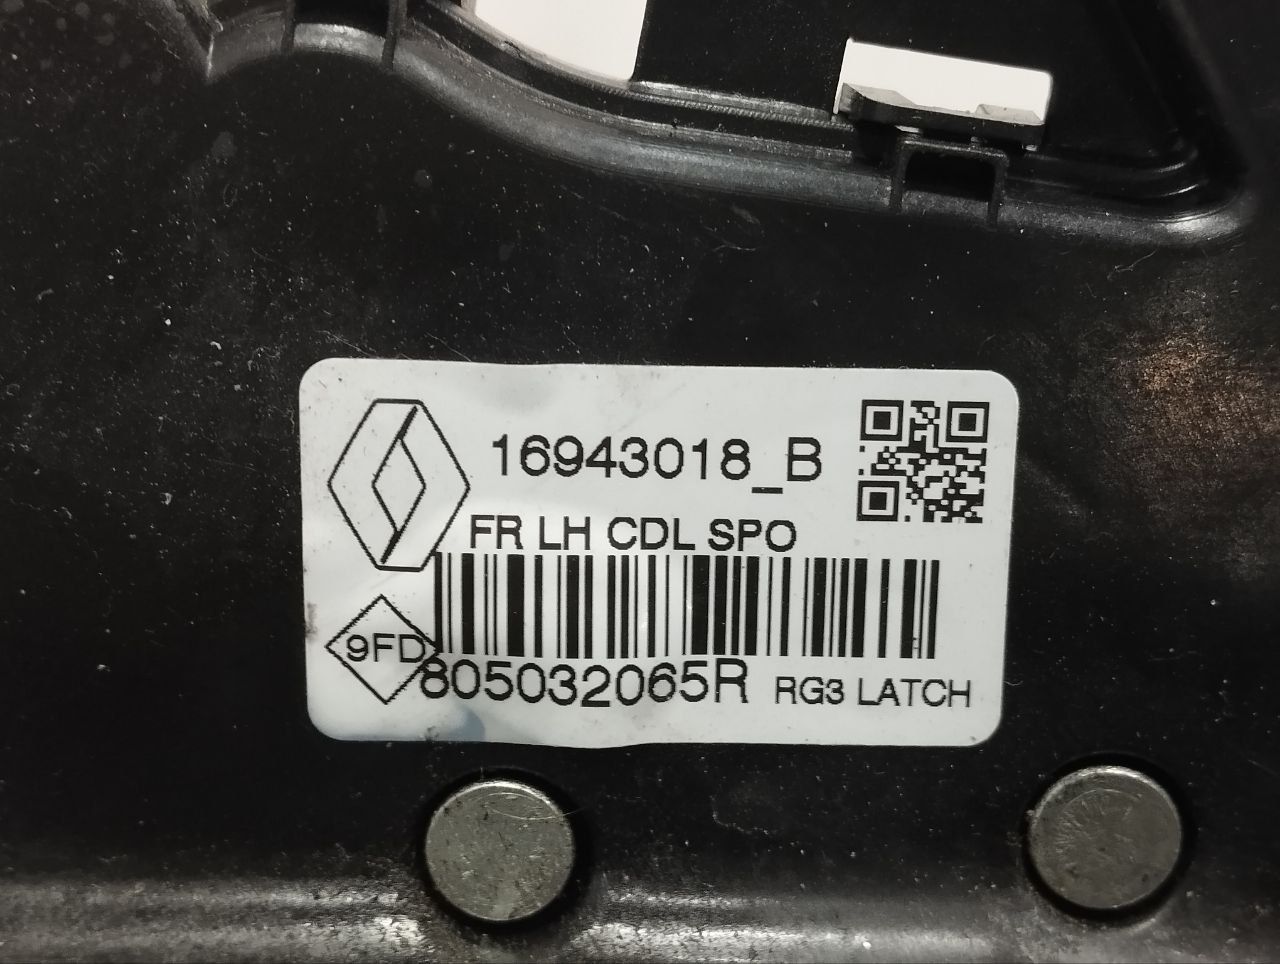 16943018_B
FR LH CDL SPO
9FD
805032065R RG3 LATCH